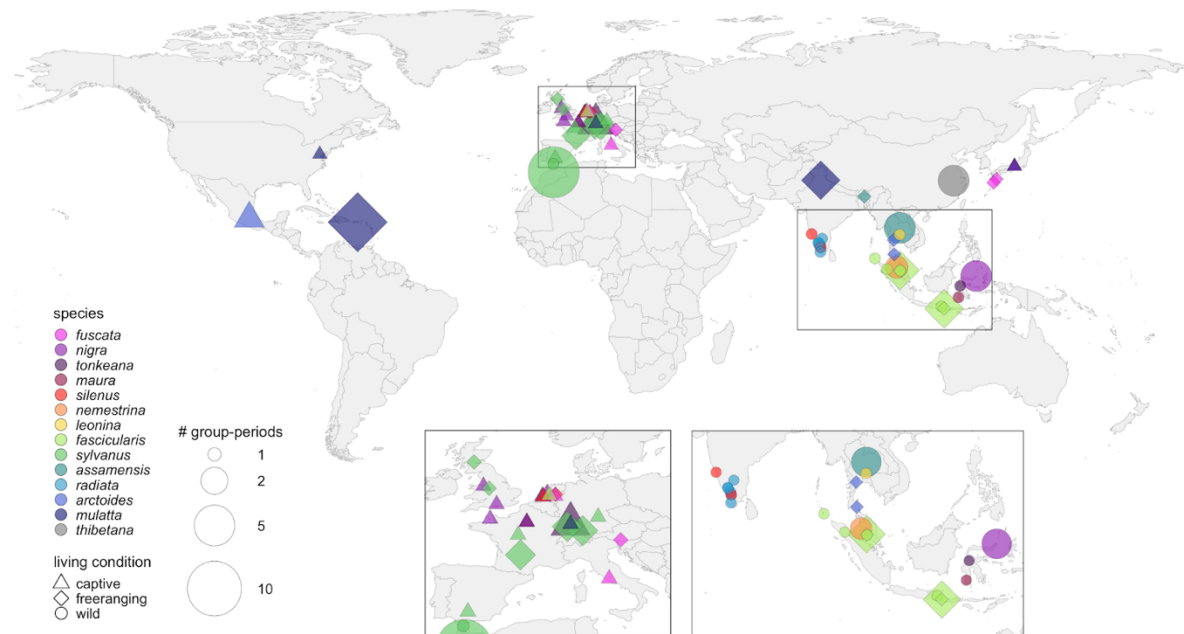 species
fuscata
nigra
tonkeana
maura
silenus
nemestrina
leonina
fascicularis
sylvanus
assamensis
radiata
arctoides
mulatta
thibetana
living condition
captive
freeranging
wild
# group-periods
1
2
5
10